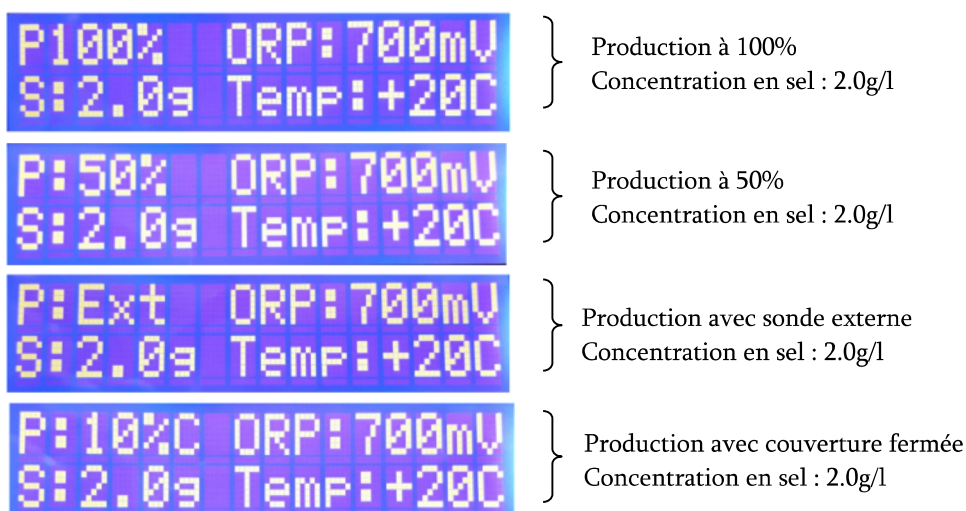 P100% ORP:700mV
S:2.0g Temp:+20C
Production à 100%
Concentration en sel : 2.0g/l
P:50% ORP:700mV
S:2.0g Temp:+20C
Production à 50%
Concentration en sel : 2.0g/l
P:Ext ORP:700mV
S:2.0g Temp:+20C
Production avec sonde externe
Concentration en sel : 2.0g/l
P:10%C ORP:700mV
S:2.0g Temp:+20C
Production avec couverture fermée
Concentration en sel : 2.0g/l